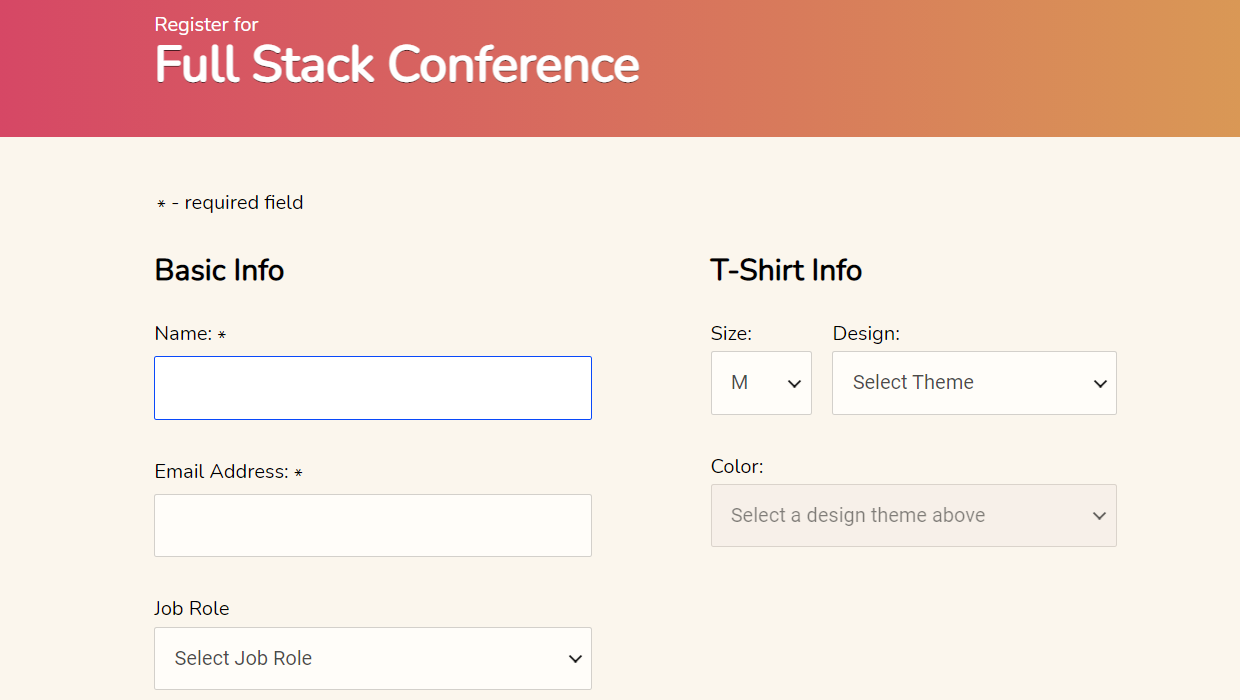 Register for
Full Stack Conference
* - required field
Basic Info
Name: *
Email Address: *
Job Role
Select Job Role
T-Shirt Info
Size:
M
Design:
Select Theme
Color:
Select a design theme above